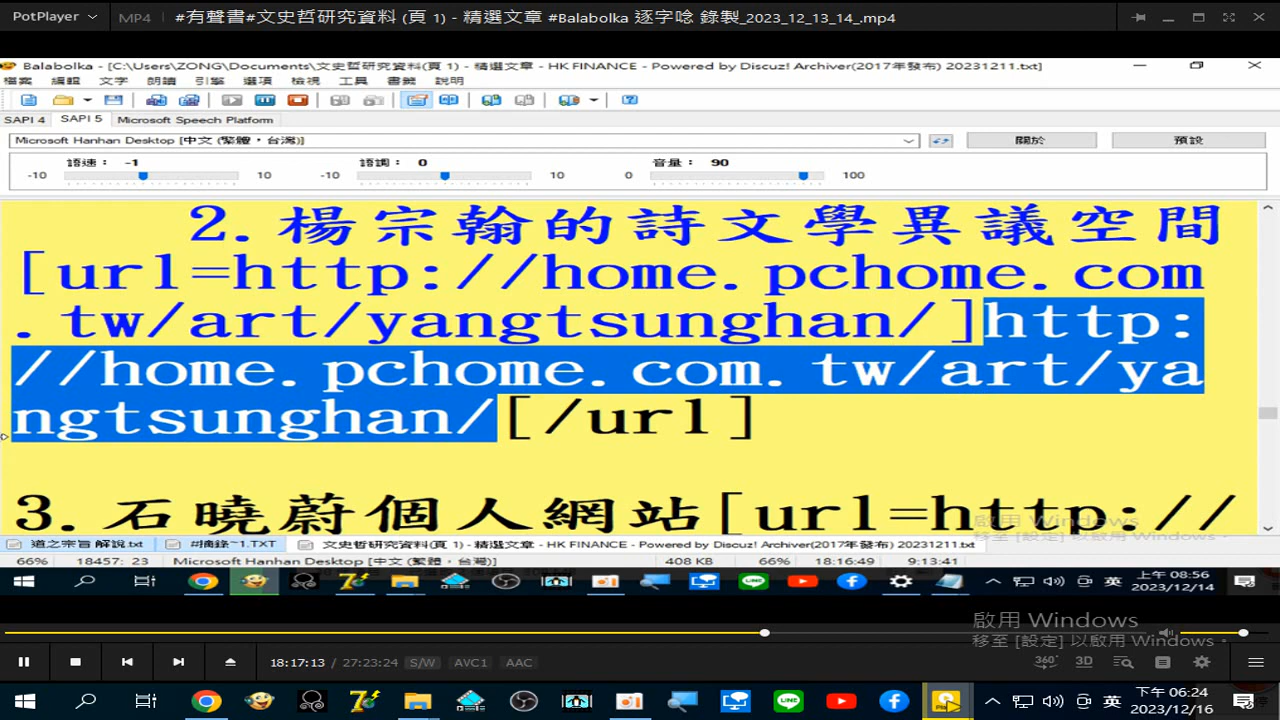 PotPlayer MP4 #有聲書#文史哲研究資料 (頁 1) - 精選文章 #Balabolka 逐字唸 錄製_2023_12_13_14_.mp4
Balabolka - [C:\Users\ZONG\Documents\文史哲研究資料(頁 1) - 精選文章 - HK FINANCE - Powered by Discuz! Archiver(2017年發布) 20231211.txt]
檔案 編輯 文字 朗讀 引擎 選項 檢視 工具 書籤 說明
SAPI 4 SAPI 5 Microsoft Speech Platform
Microsoft Hanhan Desktop [中文 (繁體，台灣)] 關於 預設
語速： -1 語調： 0 音量： 90
-10 10 -10 10 0 100
2.楊宗翰的詩文學異議空間
[url=http://home.pchome.com
.tw/art/yangtsunghan/]http:
//home.pchome.com.tw/art/ya
ngtsunghan/[/url]
3.石曉蔚個人網站[url=http://
啟用 Windows
移至 [設定] 以啟用 Windows。
道之宗旨 解說.txt #摘錄~1.TXT 文史哲研究資料(頁 1) - 精選文章 - HK FINANCE - Powered by Discuz! Archiver(2017年發布) 20231211.txt
66% 18457: 23 Microsoft Hanhan Desktop [中文 (繁體，台灣)] 408 KB 66% 18:16:49 9:13:41
英 上午 08:56
2023/12/14
啟用 Windows
移至 [設定] 以啟用 Windows。
18:17:13 / 27:23:24 S/W AVC1 AAC 360° 3D
英 下午 06:24
2023/12/16